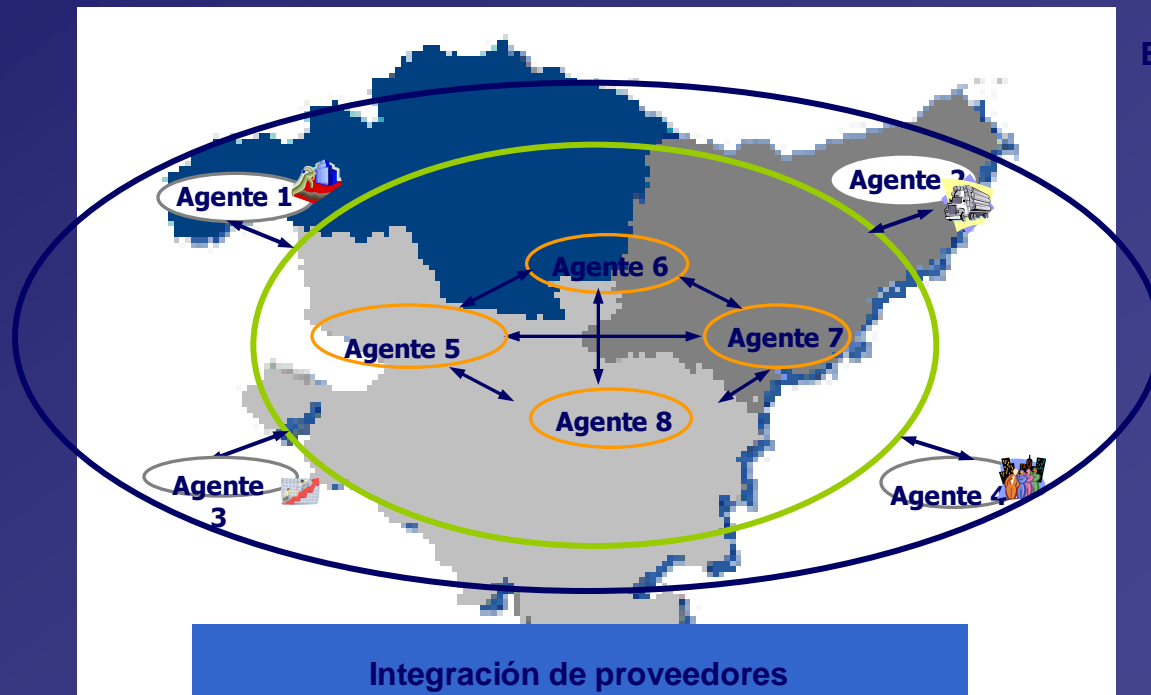 E
Agente 1
Agente 2
Agente 6
Agente 5
Agente 7
Agente 8
Agente
3
Agente 4
Integración de proveedores